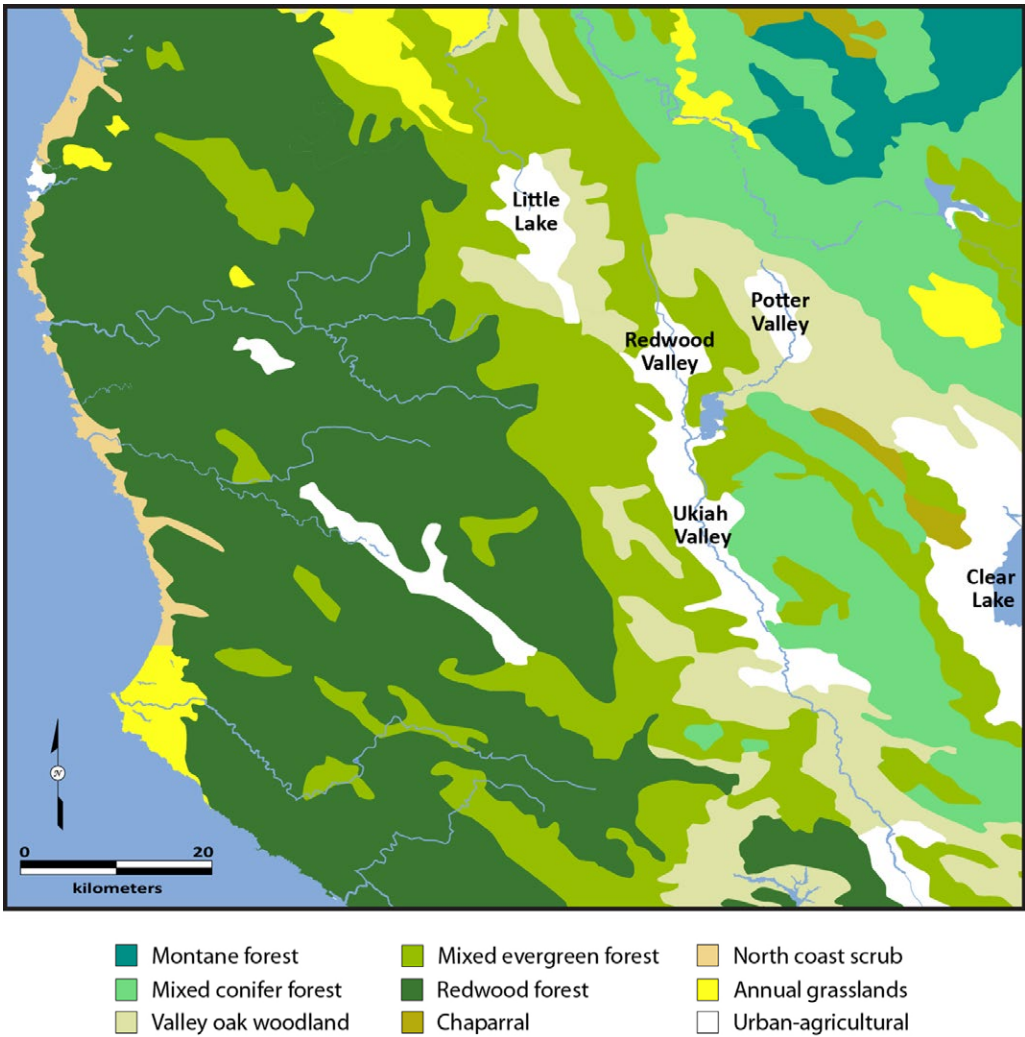 Little
Lake
Potter
Valley
Redwood
Valley
Ukiah
Valley
Clear
Lake
N
0 20
kilometers
Montane forest
Mixed evergreen forest
North coast scrub
Mixed conifer forest
Redwood forest
Annual grasslands
Valley oak woodland
Chaparral
Urban-agricultural